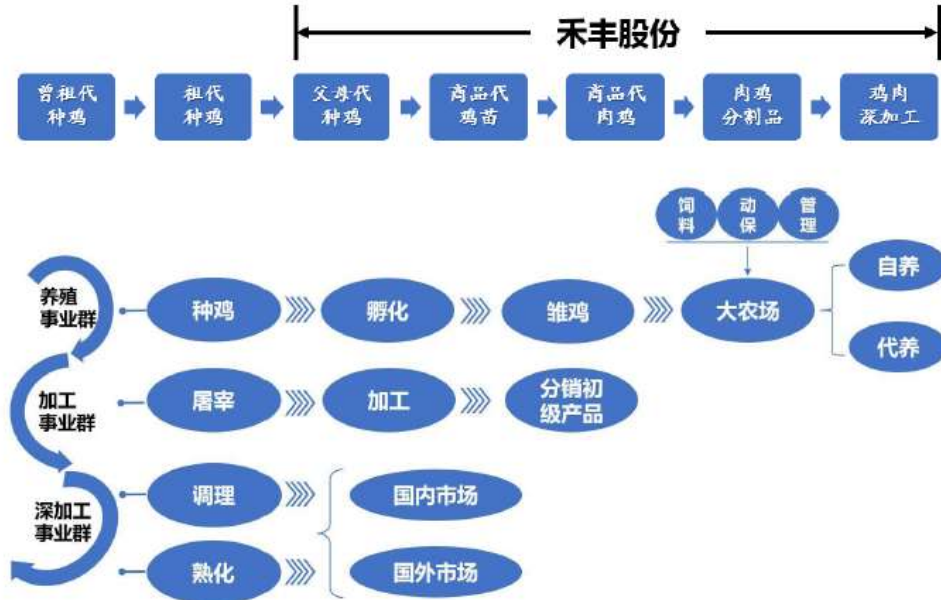 禾丰股份
曾祖代
种鸡
祖代
种鸡
父母代
种鸡
商品代
鸡苗
商品代
肉鸡
肉鸡
分割品
鸡肉
深加工
饲
料
动
保
管
理
养殖
事业群
种鸡
孵化
雏鸡
大农场
自养
代养
加工
事业群
屠宰
加工
分销初
级产品
深加工
事业群
调理
熟化
国内市场
国外市场